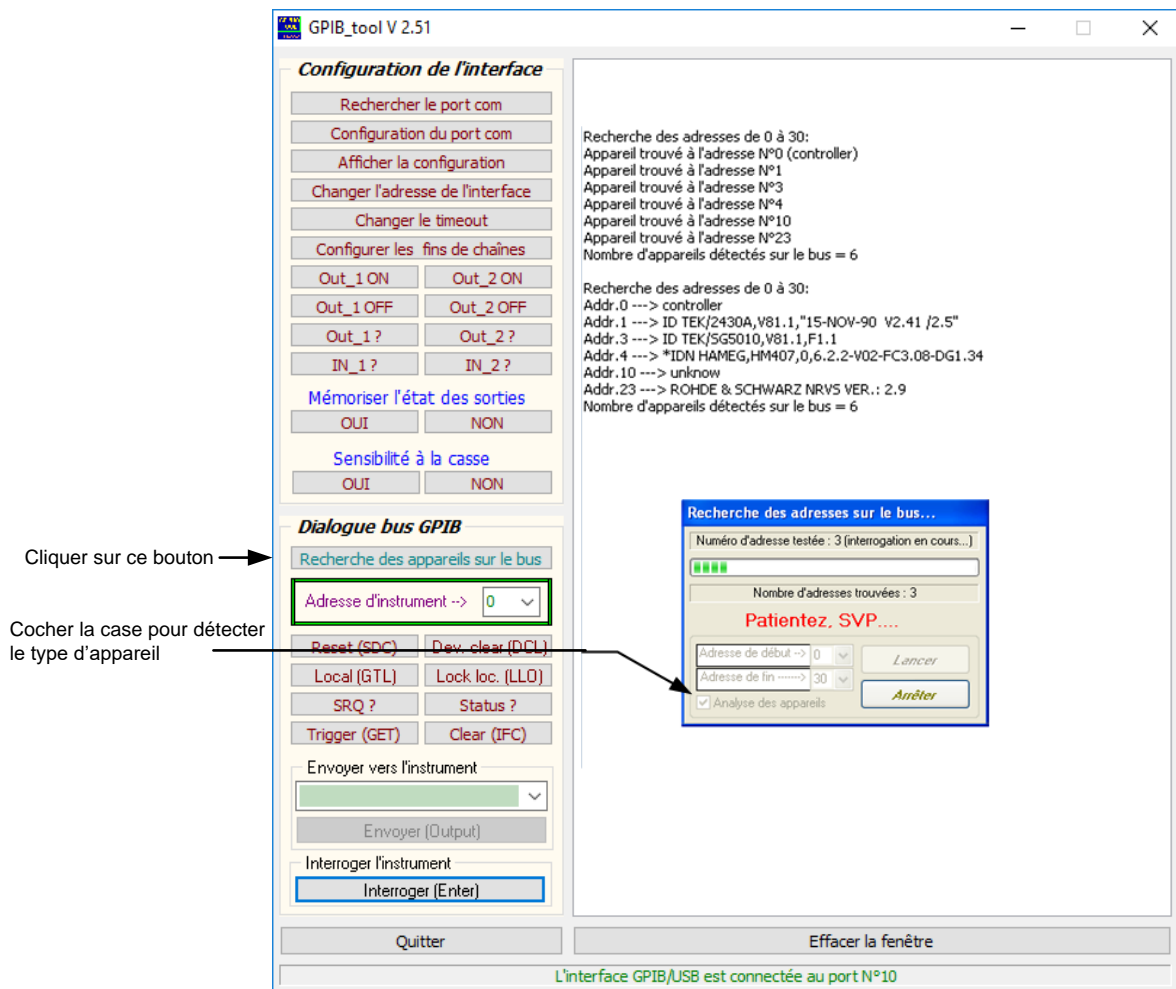 GPIB_tool V 2.51
Configuration de l'interface
Rechercher le port com
Configuration du port com
Afficher la configuration
Changer l'adresse de l'interface
Changer le timeout
Configurer les fins de chaînes
Out_1 ON Out_2 ON
Out_1 OFF Out_2 OFF
Out_1 ? Out_2 ?
IN_1 ? IN_2 ?
Mémoriser l'état des sorties
OUI NON
Sensibilité à la casse
OUI NON
Dialogue bus GPIB
Cliquer sur ce bouton
Recherche des appareils sur le bus
Adresse d'instrument --> 0
Cocher la case pour détecter
le type d'appareil
Reset (SDC) Dev. clear (DCL)
Local (GTL) Lock loc. (LLO)
SRQ ? Status ?
Trigger (GET) Clear (IFC)
Envoyer vers l'instrument
Envoyer (Output)
Interroger l'instrument
Interroger (Enter)
Recherche des adresses de 0 à 30:
Appareil trouvé à l'adresse N°0 (controller)
Appareil trouvé à l'adresse N°1
Appareil trouvé à l'adresse N°3
Appareil trouvé à l'adresse N°4
Appareil trouvé à l'adresse N°10
Appareil trouvé à l'adresse N°23
Nombre d'appareils détectés sur le bus = 6
Recherche des adresses de 0 à 30:
Addr.0 ---> controller
Addr.1 ---> ID TEK/2430A,V81.1,"15-NOV-90 V2.41 /2.5"
Addr.3 ---> ID TEK/SG5010,V81.1,F1.1
Addr.4 ---> *IDN HAMEG,HM407,0,6.2.2-V02-FC3.08-DG1.34
Addr.10 ---> unknow
Addr.23 ---> ROHDE & SCHWARZ NRVS VER.: 2.9
Nombre d'appareils détectés sur le bus = 6
Recherche des adresses sur le bus...
Numéro d'adresse testée : 3 (interrogation en cours...)
Nombre d'adresses trouvées : 3
Patientez, SVP....
Adresse de début --> 0
Adresse de fin ------> 30
Analyse des appareils
Lancer
Arrêter
Quitter
Effacer la fenêtre
L'interface GPIB/USB est connectée au port N°10